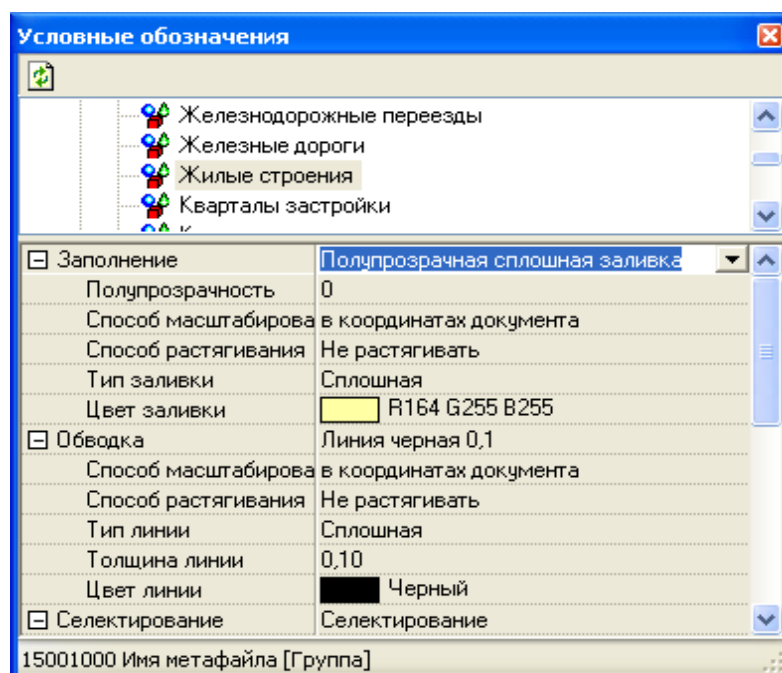 Условные обозначения
Железнодорожные переезды
Железные дороги
Жилые строения
Кварталы застройки
Заполнение Полупрозрачная сплошная заливка
Полупрозрачность 0
Способ масштабирова в координатах документа
Способ растягивания Не растягивать
Тип заливки Сплошная
Цвет заливки R164 G255 B255
Обводка Линия черная 0,1
Способ масштабирова в координатах документа
Способ растягивания Не растягивать
Тип линии Сплошная
Толщина линии 0,10
Цвет линии Черный
Селектирование Селектирование
15001000 Имя метафайла [Группа]